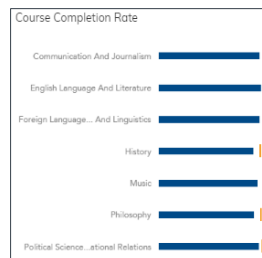 Course Completion Rate
Communication And Journalism
English Language And Literature
Foreign Language... And Linguistics
History
Music
Philosophy
Political Science...ational Relations